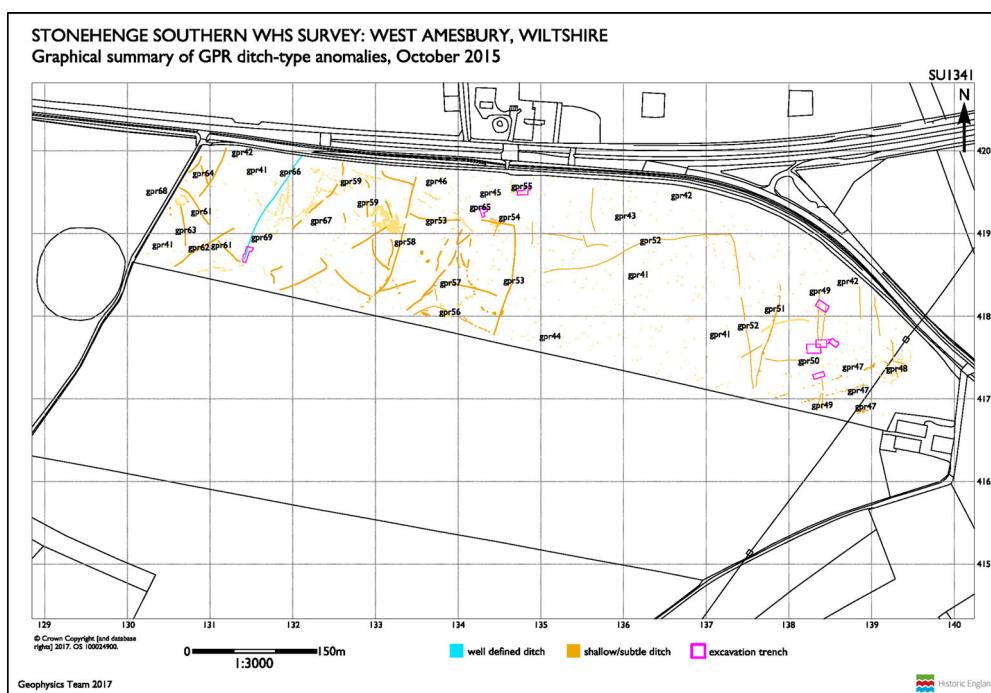 STONEHENGE SOUTHERN WHS SURVEY: WEST AMESBURY, WILTSHIRE
Graphical summary of GPR ditch-type anomalies, October 2015
SU1341
N
420
gpr42
gpr41
gpr66
gpr64
gpr59
gpr46
gpr55
gpr68
gpr45
gpr42
gpr59
gpr65
gpr61
gpr67
gpr53
gpr54
gpr43
gpr63
gpr69
419
gpr41
gpr62
gpr61
gpr58
gpr52
gpr41
gpr57
gpr53
gpr42
gpr49
gpr56
gpr51
418
gpr52
gpr44
gpr41
gpr50
gpr47
gpr48
gpr47
gpr49
gpr47
417
416
415
129
130
131
132
133
134
135
136
137
138
139
140
© Crown Copyright [and database
rights] 2017. OS 100024900.
0
150m
1:3000
well defined ditch
shallow/subtle ditch
excavation trench
Geophysics Team 2017
Historic England